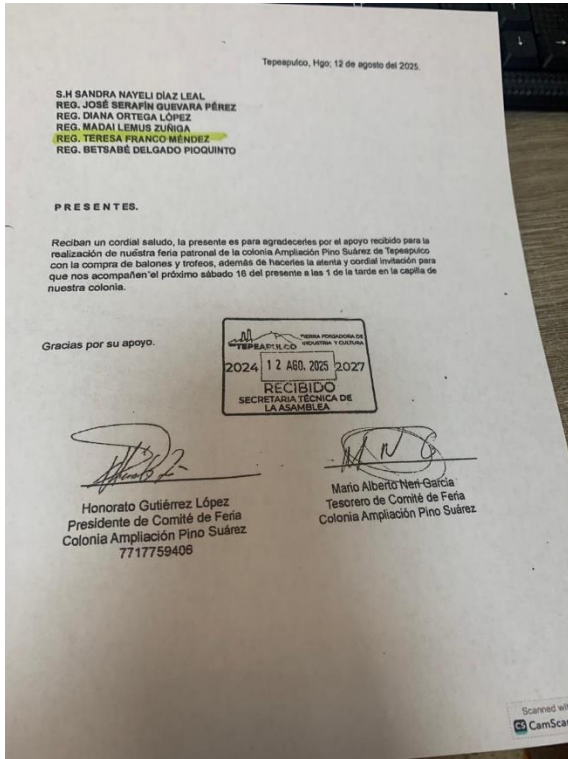 Tepeapulco, Hgo; 12 de agosto del 2025.
S.H SANDRA NAYELI DÍAZ LEAL
REG. JOSÉ SERAFÍN GUEVARA PÉREZ
REG. DIANA ORTEGA LÓPEZ
REG. MADAI LEMUS ZUÑIGA
REG. TERESA FRANCO MÉNDEZ
REG. BETSABÉ DELGADO PIOQUINTO
P R E S E N T E S.
Reciban un cordial saludo, la presente es para agradecerles por el apoyo recibido para la
realización de nuestra feria patronal de la colonia Ampliación Pino Suárez de Tepeapulco
con la compra de balones y trofeos, además de hacerles la atenta y cordial invitación para
que nos acompañen el próximo sábado 16 del presente a las 1 de la tarde en la capilla de
nuestra colonia.
Gracias por su apoyo.
TEPEAPULCO
TIERRA FORJADORA DE
INDUSTRIA Y CULTURA
2024 12 AGO. 2025 2027
RECIBIDO
SECRETARIA TÉCNICA DE
LA ASAMBLEA
M N G
Honorato Gutiérrez López
Presidente de Comité de Feria
Colonia Ampliación Pino Suárez
7717759406
Mario Alberto Neri García
Tesorero de Comité de Feria
Colonia Ampliación Pino Suárez
Scanned wit
CS CamScar